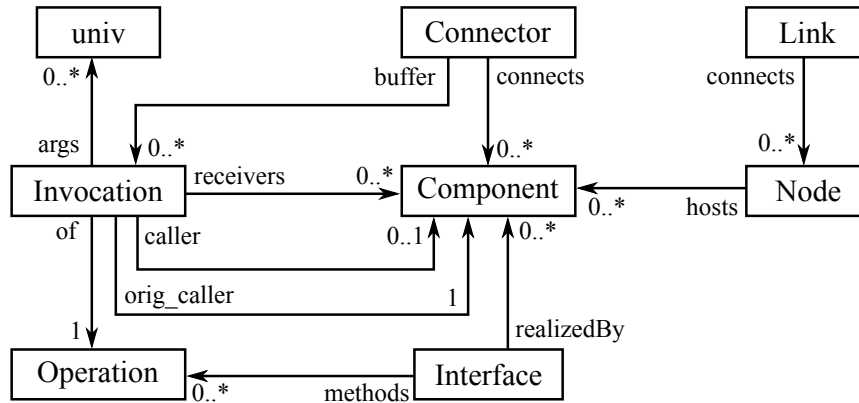 univ
Connector
Link
0..*
buffer
connects
connects
args
0..*
0..*
0..*
Invocation
receivers
0..*
Component
Node
of
caller
0..1
0..*
0..*
hosts
orig_caller
1
1
realizedBy
Operation
0..*
methods
Interface